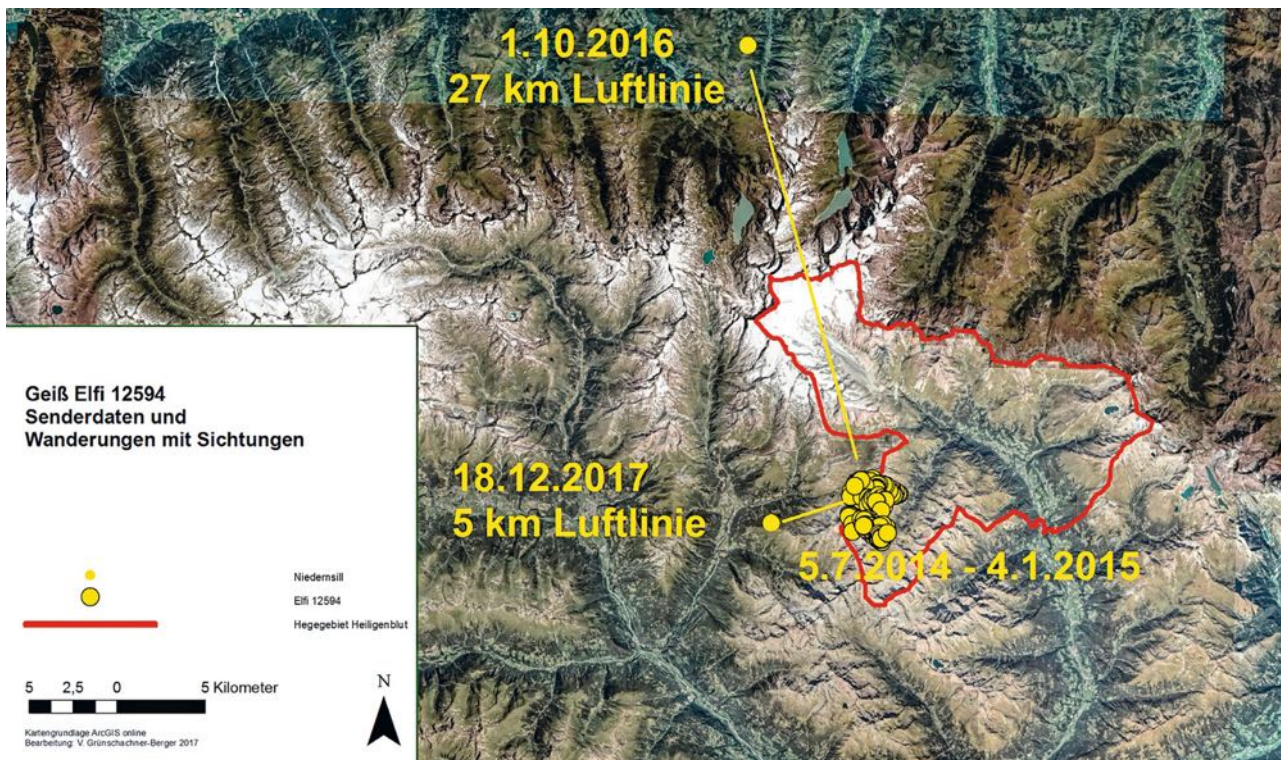 1.10.2016
27 km Luftlinie
18.12.2017
5 km Luftlinie
5.7.2014 - 4.1.2015
Geiß Elfi 12594
Senderdaten und
Wanderungen mit Sichtungen
Niedernsill
Elfi 12594
Hegegebiet Heiligenblut
5 2,5 0 5 Kilometer
N
Kartengrundlage ArcGIS online
Bearbeitung: V. Grünschachner-Berger 2017